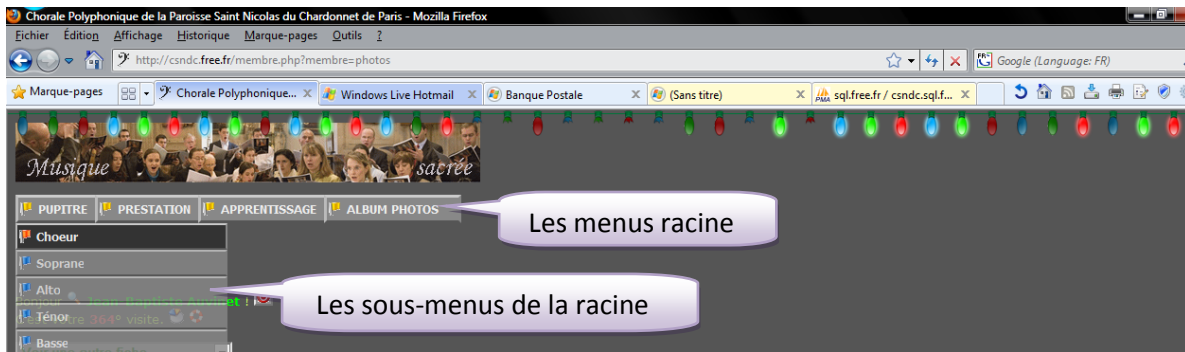 Chorale Polyphonique de la Paroisse Saint Nicolas du Chardonnet de Paris - Mozilla Firefox
Fichier Édition Affichage Historique Marque-pages Outils ?
http://csndc.free.fr/membre.php?membre=photos
Google (Language: FR)
Marque-pages Chorale Polyphonique... X Windows Live Hotmail X Banque Postale X (Sans titre) X PMA sql.free.fr / csndc.sql.f... X
Musique sacrée
PUPITRE PRESTATION APPRENTISSAGE ALBUM PHOTOS
Les menus racine
Choeur
Soprane
Alto
Les sous-menus de la racine
Ténor
364° visite.
Basse